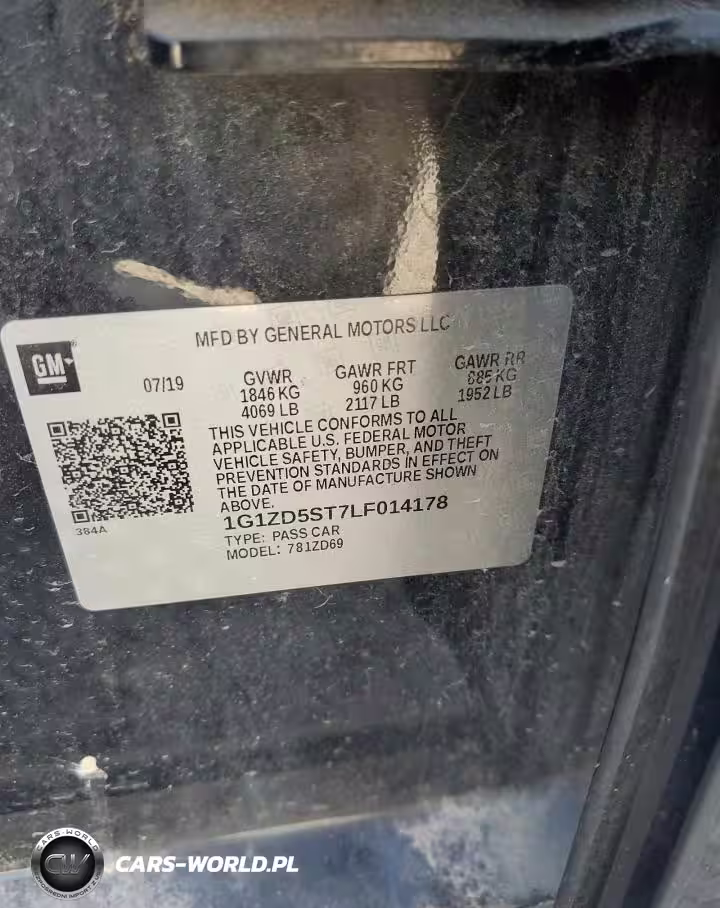 MFD BY GENERAL MOTORS LLC
GM
07/19
GVWR
1846 KG
4069 LB
GAWR FRT
960 KG
2117 LB
GAWR RR
885 KG
1952 LB
THIS VEHICLE CONFORMS TO ALL
APPLICABLE U.S. FEDERAL MOTOR
VEHICLE SAFETY, BUMPER, AND THEFT
PREVENTION STANDARDS IN EFFECT ON
THE DATE OF MANUFACTURE SHOWN
ABOVE.
384A
1G1ZD5ST7LF014178
TYPE: PASS CAR
MODEL: 781ZD69
CARS-WORLD
CW
CARS-WORLD.PL